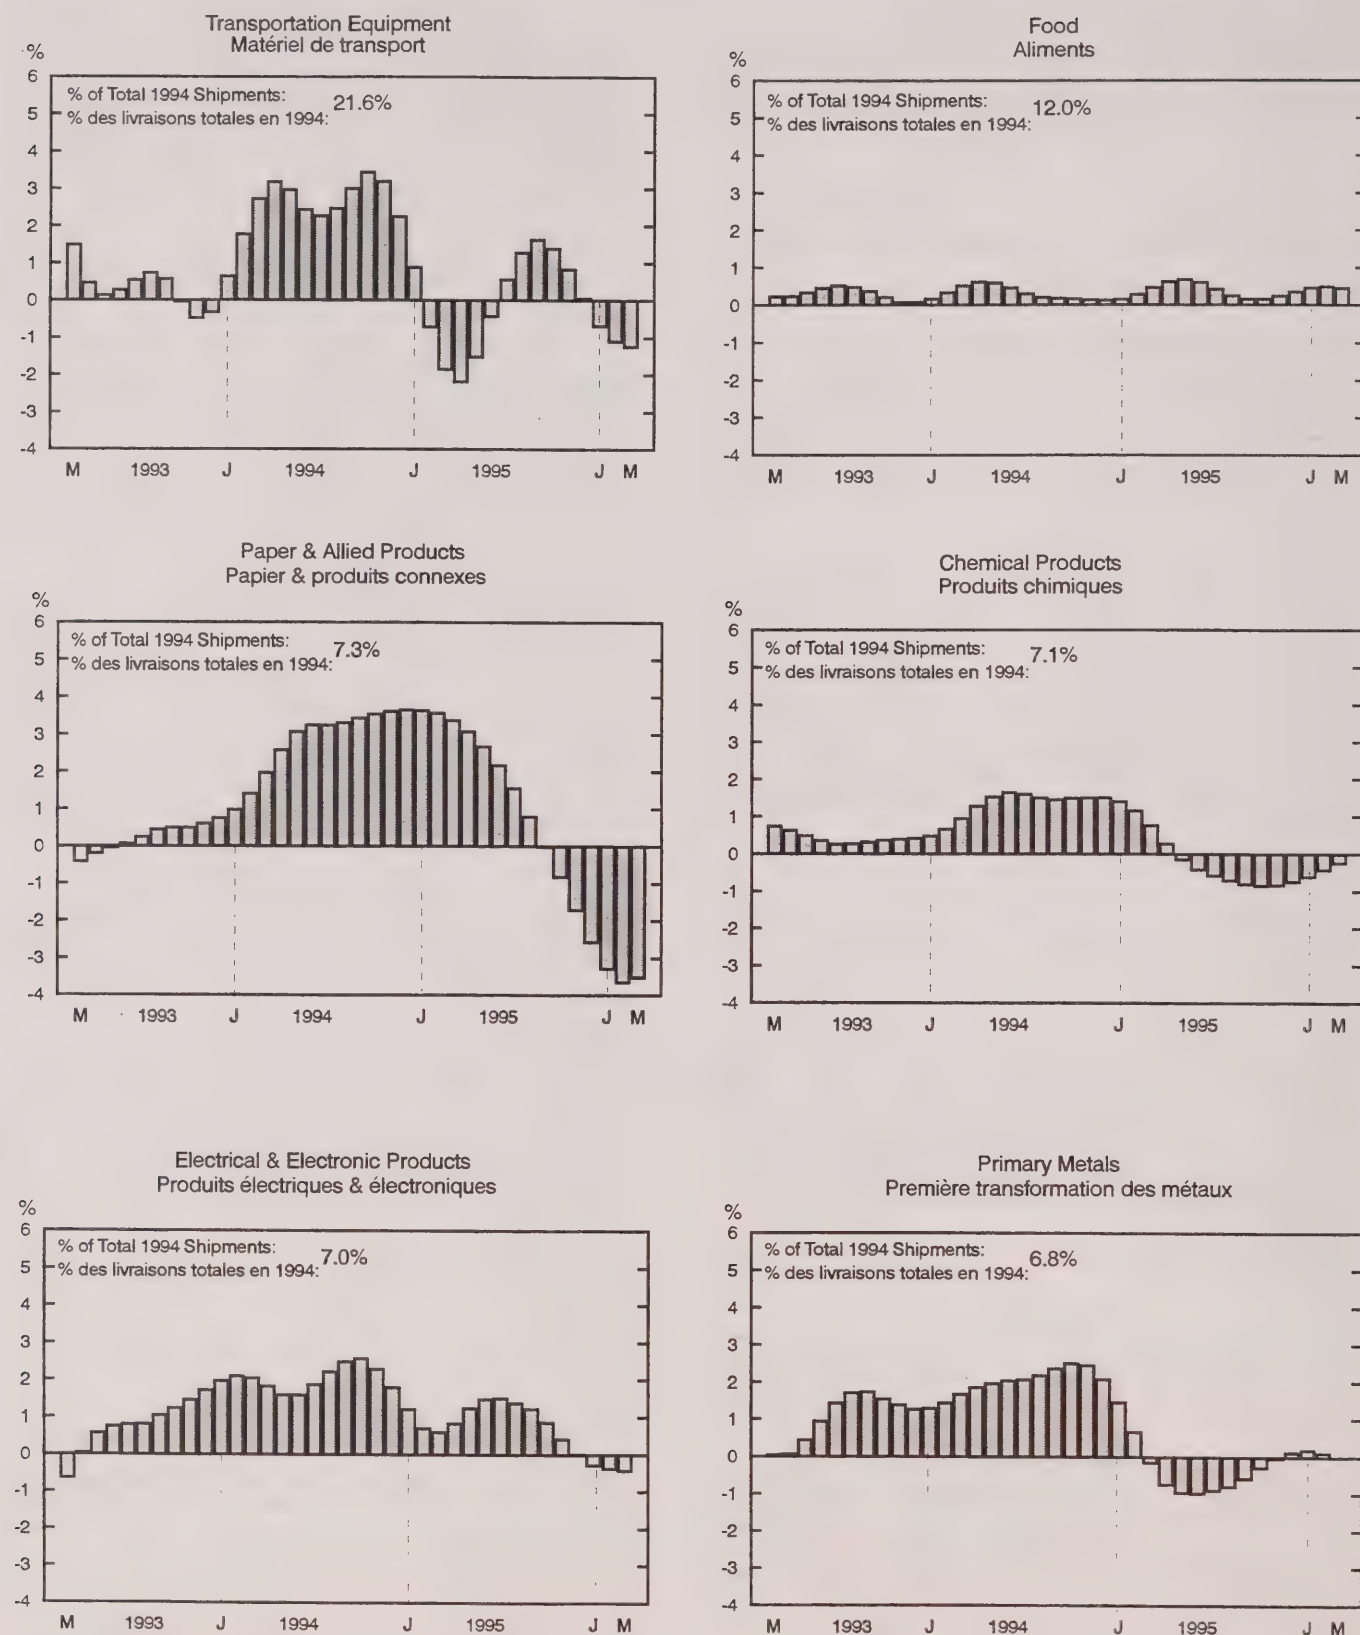 Transportation Equipment
Matériel de transport
%
6
% of Total 1994 Shipments: 21.6%
% des livraisons totales en 1994:
5
4
3
2
1
0
-1
-2
-3
-4
M 1993 J 1994 J 1995 J M
Food
Aliments
%
6
% of Total 1994 Shipments: 12.0%
% des livraisons totales en 1994:
5
4
3
2
1
0
-1
-2
-3
-4
M 1993 J 1994 J 1995 J M
Paper & Allied Products
Papier & produits connexes
%
6
% of Total 1994 Shipments: 7.3%
% des livraisons totales en 1994:
5
4
3
2
1
0
-1
-2
-3
-4
M 1993 J 1994 J 1995 J M
Chemical Products
Produits chimiques
%
6
% of Total 1994 Shipments: 7.1%
% des livraisons totales en 1994:
5
4
3
2
1
0
-1
-2
-3
-4
M 1993 J 1994 J 1995 J M
Electrical & Electronic Products
Produits électriques & électroniques
%
6
% of Total 1994 Shipments: 7.0%
% des livraisons totales en 1994:
5
4
3
2
1
0
-1
-2
-3
-4
M 1993 J 1994 J 1995 J M
Primary Metals
Première transformation des métaux
%
6
% of Total 1994 Shipments: 6.8%
% des livraisons totales en 1994:
5
4
3
2
1
0
-1
-2
-3
-4
M 1993 J 1994 J 1995 J M